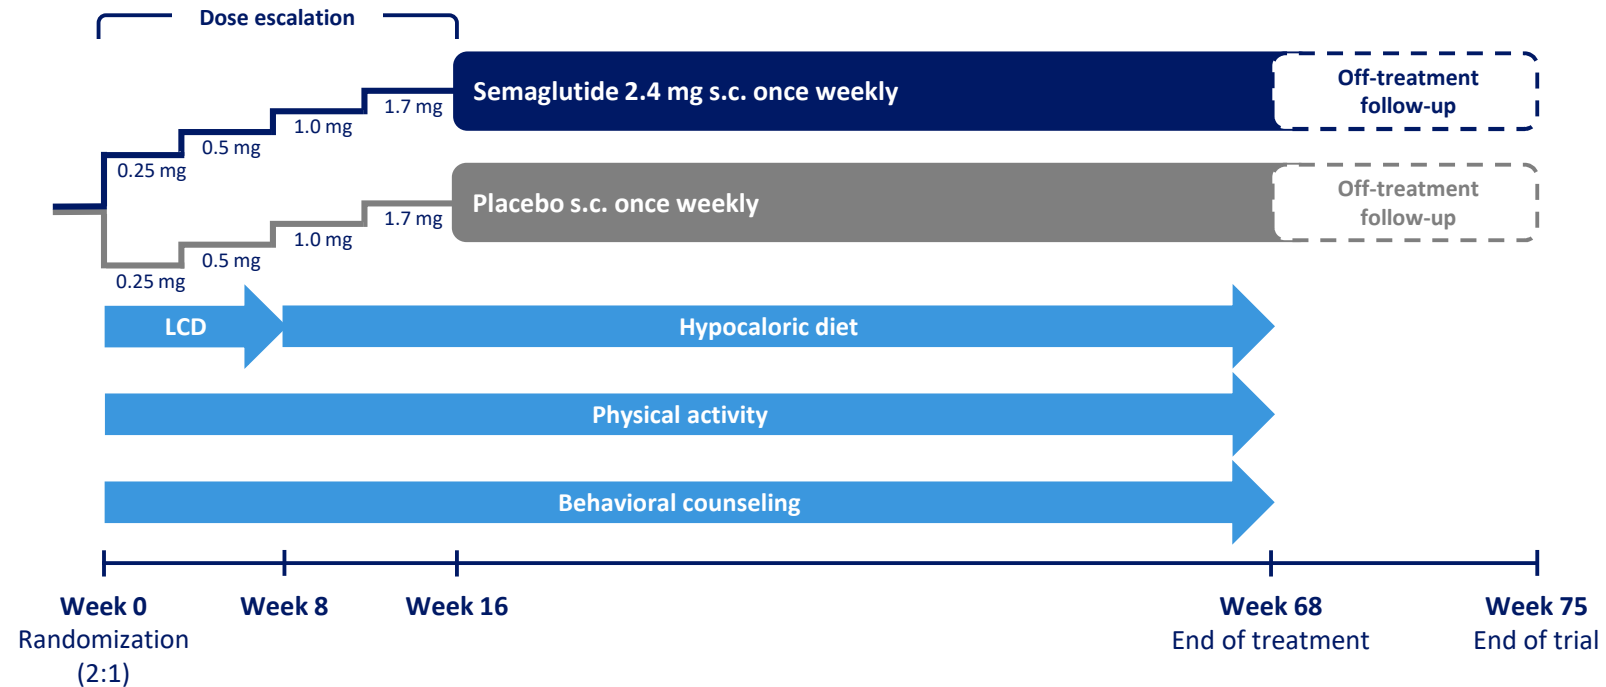 Dose escalation
Semaglutide 2.4 mg s.c. once weekly
Off-treatment
follow-up
1.7 mg
1.0 mg
0.5 mg
0.25 mg
Placebo s.c. once weekly
Off-treatment
follow-up
1.7 mg
1.0 mg
0.5 mg
0.25 mg
LCD
Hypocaloric diet
Physical activity
Behavioral counseling
Week 0
Randomization
(2:1)
Week 8
Week 16
Week 68
End of treatment
Week 75
End of trial